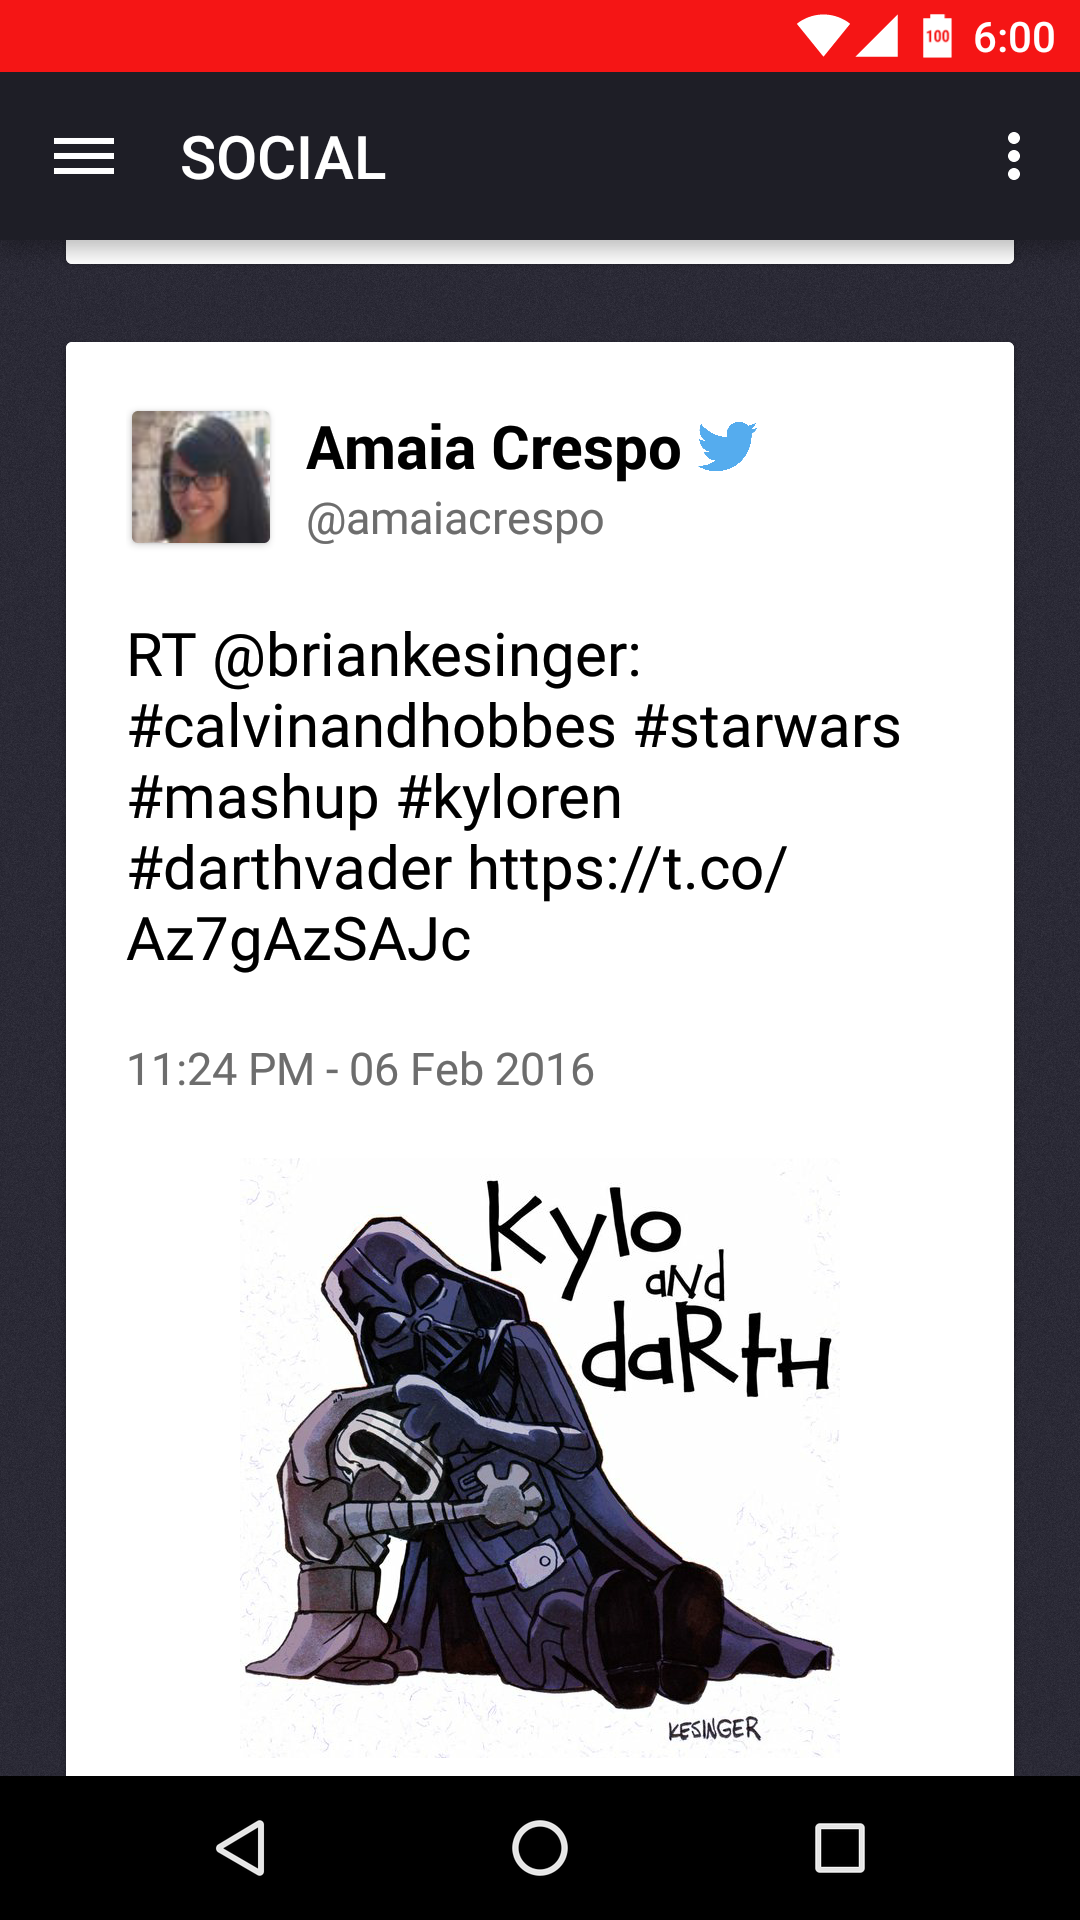 100 6:00
SOCIAL
Amaia Crespo
@amaiacrespo
RT @briankesinger:
#calvinandhobbes #starwars
#mashup #kyloren
#darthvader https://t.co/
Az7gAzSAJc
11:24 PM - 06 Feb 2016
kylo
and
daRtH
KESINGER